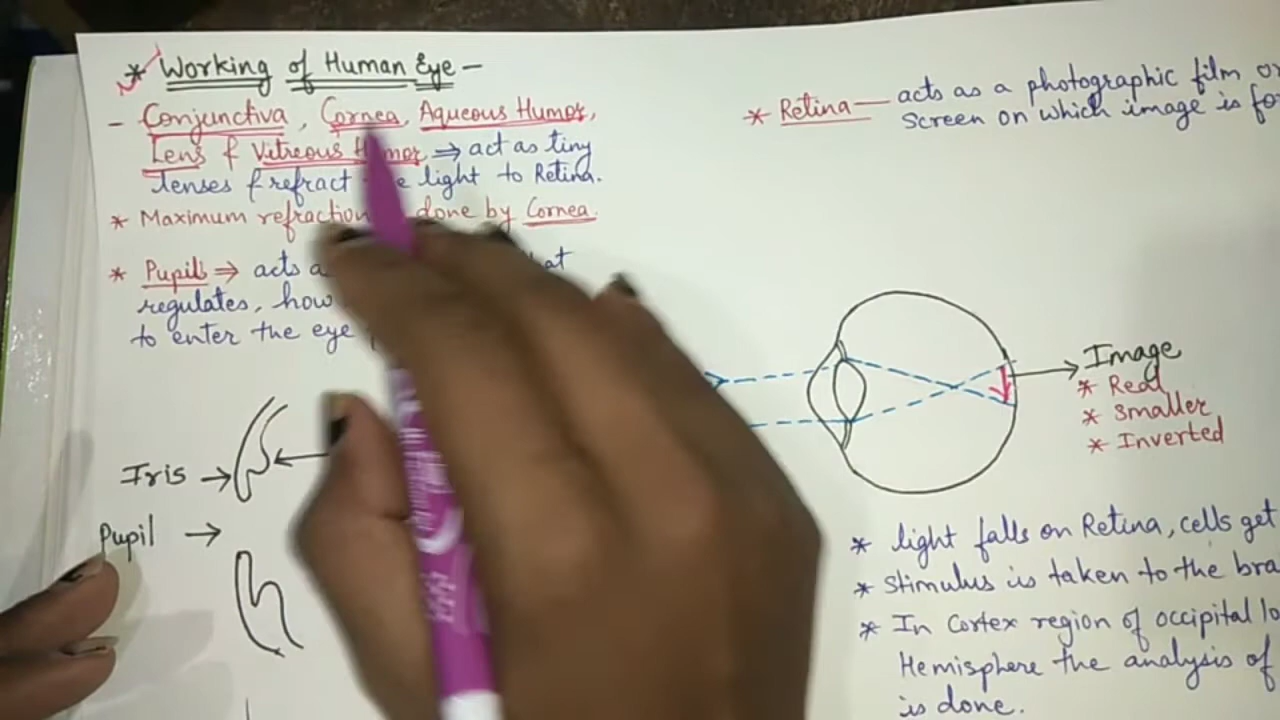 * Working of Human Eye -
- Conjunctiva, Cornea, Aqueous Humor,
Lens & Vitreous Humor ⇒ act as tiny
lenses & refract the light to Retina.
* Maximum refraction done by Cornea.
* Pupil ⇒ acts
regulates, how
to enter the eye
Iris →
Pupil →
* Retina — acts as a photographic film or
screen on which image is
→ Image
* Real
* Smaller
* Inverted
* light falls on Retina, cells get
* Stimulus is taken to the
* In Cortex region of occipital
Hemisphere the analysis of
is done.